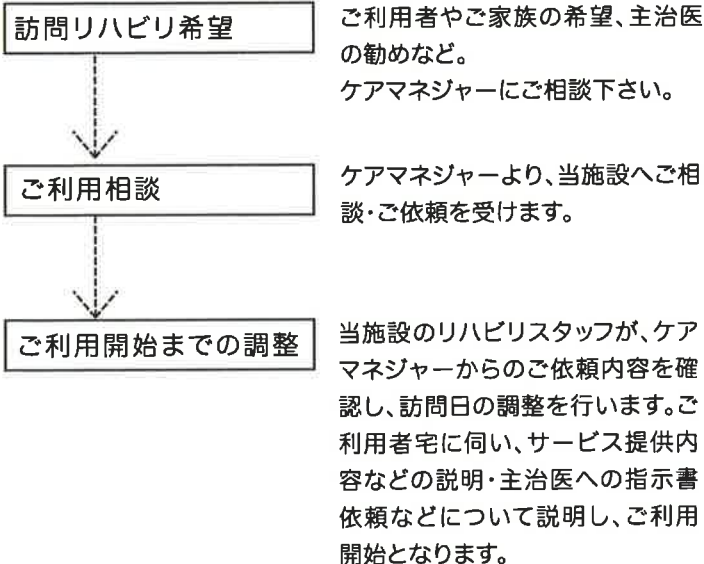 訪問リハビリ希望
ご利用者やご家族の希望、主治医
の勧めなど。
ケアマネジャーにご相談下さい。
ご利用相談
ケアマネジャーより、当施設へご相
談・ご依頼を受けます。
ご利用開始までの調整
当施設のリハビリスタッフが、ケア
マネジャーからのご依頼内容を確
認し、訪問日の調整を行います。ご
利用者宅に伺い、サービス提供内
容などの説明・主治医への指示書
依頼などについて説明し、ご利用
開始となります。